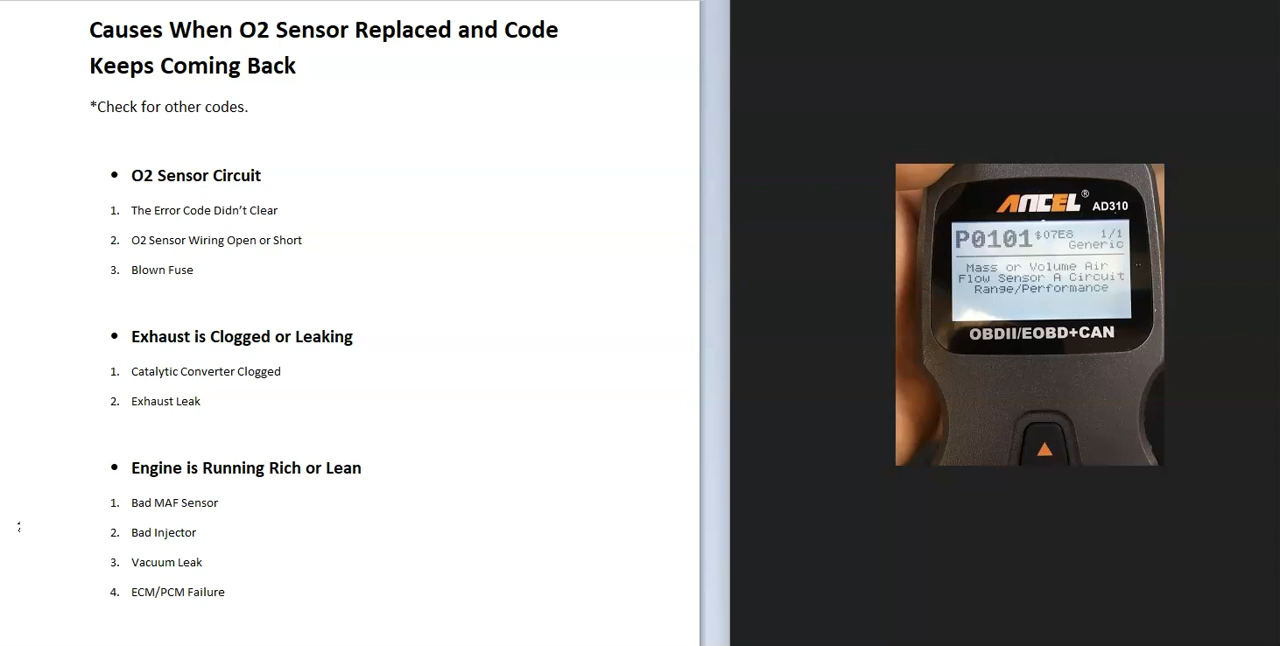 Causes When O2 Sensor Replaced and Code
Keeps Coming Back
*Check for other codes.
• O2 Sensor Circuit
1. The Error Code Didn't Clear
2. O2 Sensor Wiring Open or Short
3. Blown Fuse
• Exhaust is Clogged or Leaking
1. Catalytic Converter Clogged
2. Exhaust Leak
• Engine is Running Rich or Lean
1. Bad MAF Sensor
2. Bad Injector
3. Vacuum Leak
4. ECM/PCM Failure
ANCEL® AD310
P0101 $07E8 1/1
Generic
Mass or Volume Air
Flow Sensor A Circuit
Range/Performance
OBDII/EOBD+CAN